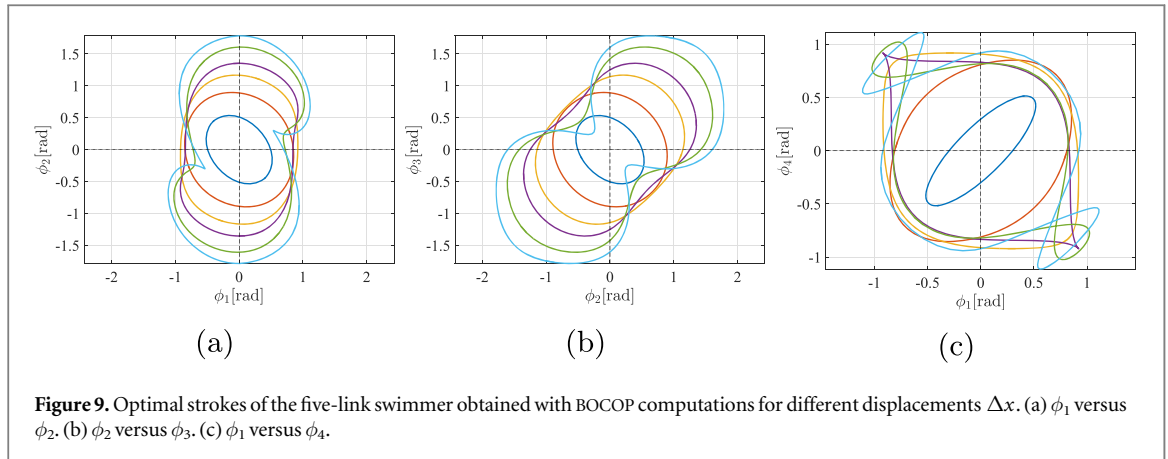 1.5
1
0.5
0
-0.5
-1
-1.5
ϕ2[rad]
-2 -1 0 1 2
ϕ1[rad]
(a)
1.5
1
0.5
0
-0.5
-1
-1.5
ϕ3[rad]
-2 -1 0 1 2
ϕ2[rad]
(b)
1
0.5
0
-0.5
-1
ϕ4[rad]
-1 -0.5 0 0.5 1
ϕ1[rad]
(c)
Figure 9. Optimal strokes of the five-link swimmer obtained with BOCOP computations for different displacements Δx. (a) ϕ1 versus
ϕ2. (b) ϕ2 versus ϕ3. (c) ϕ1 versus ϕ4.